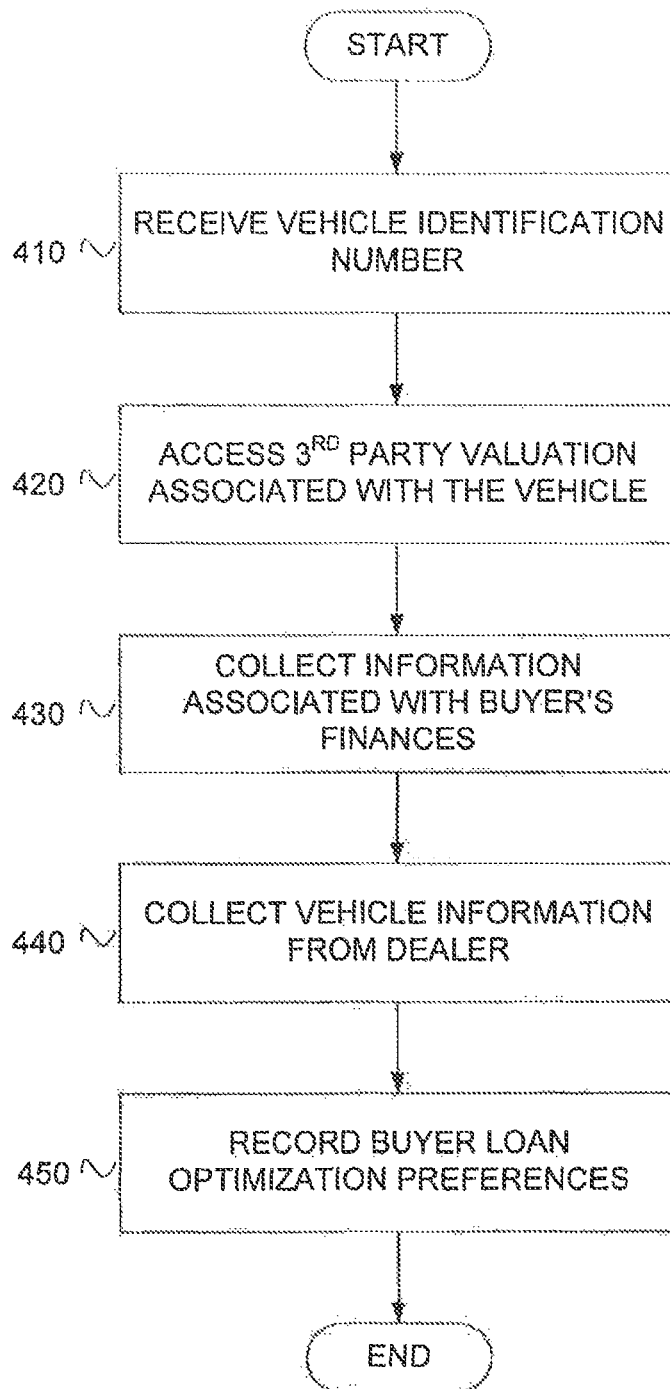 START
RECEIVE VEHICLE IDENTIFICATION
NUMBER
410
ACCESS 3RD PARTY VALUATION
ASSOCIATED WITH THE VEHICLE
420
COLLECT INFORMATION
ASSOCIATED WITH BUYER'S
FINANCES
430
COLLECT VEHICLE INFORMATION
FROM DEALER
440
RECORD BUYER LOAN
OPTIMIZATION PREFERENCES
450
END